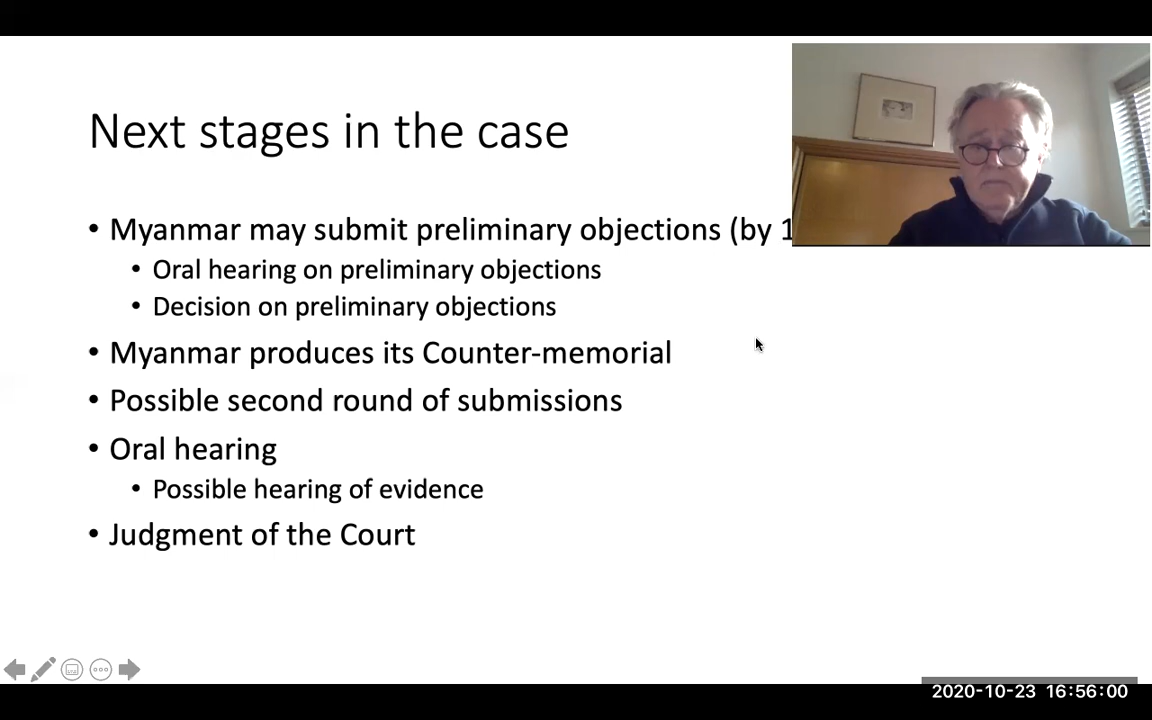 Next stages in the case
• Myanmar may submit preliminary objections (by 1
• Oral hearing on preliminary objections
• Decision on preliminary objections
• Myanmar produces its Counter-memorial
• Possible second round of submissions
• Oral hearing
• Possible hearing of evidence
• Judgment of the Court
2020-10-23 16:56:00